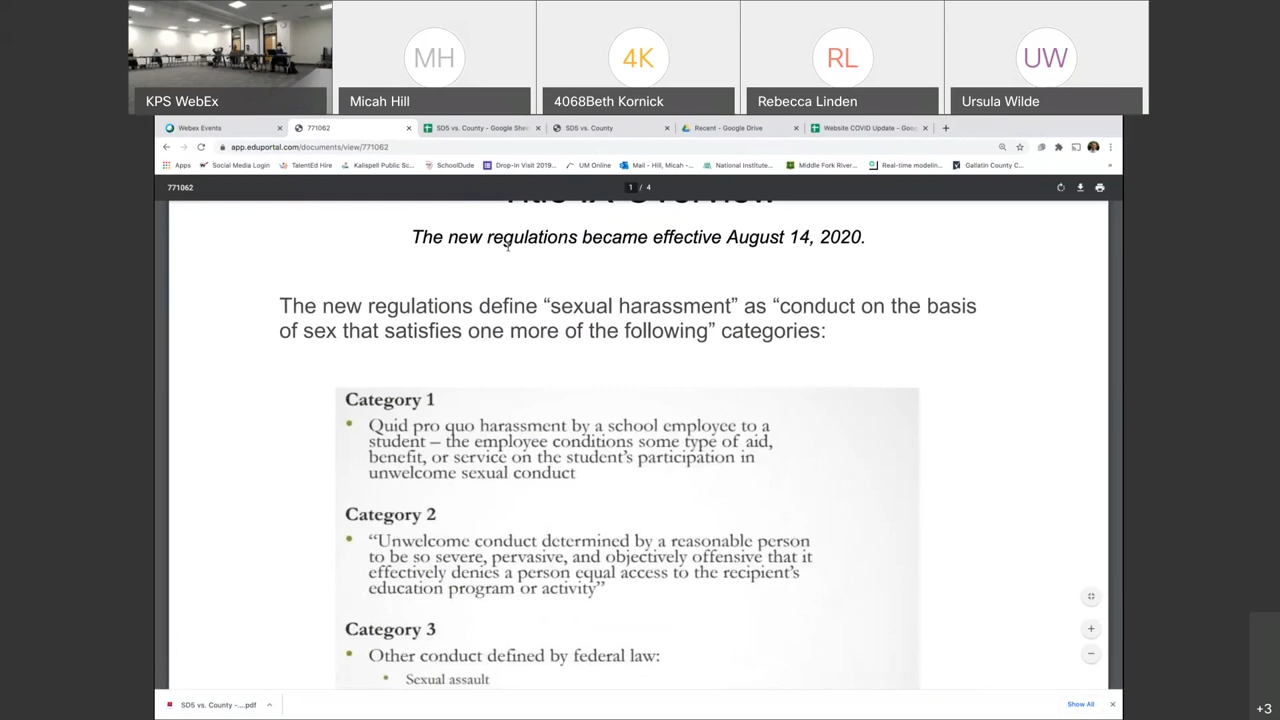 MH
4K
RL
UW
KPS WebEx
Micah Hill
4068Beth Kornick
Rebecca Linden
Ursula Wilde
Webex Events
771062
SD5 vs. County - Google She
SD5 vs. County
Recent - Google Drive
Website COVID Update - Goo
app.eduportal.com/documents/view/771062
Apps
Social Media Login
TalentEd Hire
Kalispell Public Sc...
SchoolDude
Drop-in Visit 2019...
UM Online
Mail - Hill, Micah -...
National Institute...
Middle Fork River...
Real-time modelin...
Gallatin County C...
»
771062
1 / 4
Title IX Overview
The new regulations became effective August 14, 2020.
The new regulations define “sexual harassment” as “conduct on the basis
of sex that satisfies one more of the following” categories:
Category 1
• Quid pro quo harassment by a school employee to a
student – the employee conditions some type of aid,
benefit, or service on the student’s participation in
unwelcome sexual conduct
Category 2
• “Unwelcome conduct determined by a reasonable person
to be so severe, pervasive, and objectively offensive that it
effectively denies a person equal access to the recipient’s
education program or activity”
Category 3
• Other conduct defined by federal law:
• Sexual assault
SD5 vs. County -....pdf
Show All
+3